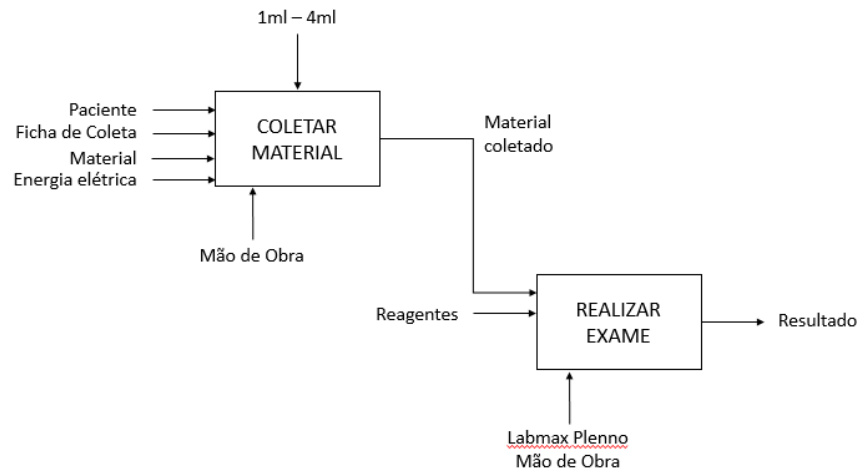 1ml – 4ml
Paciente
Ficha de Coleta
Material
Energia elétrica
COLETAR
MATERIAL
Material
coletado
Mão de Obra
Reagentes
REALIZAR
EXAME
Resultado
Labmax Plenno
Mão de Obra